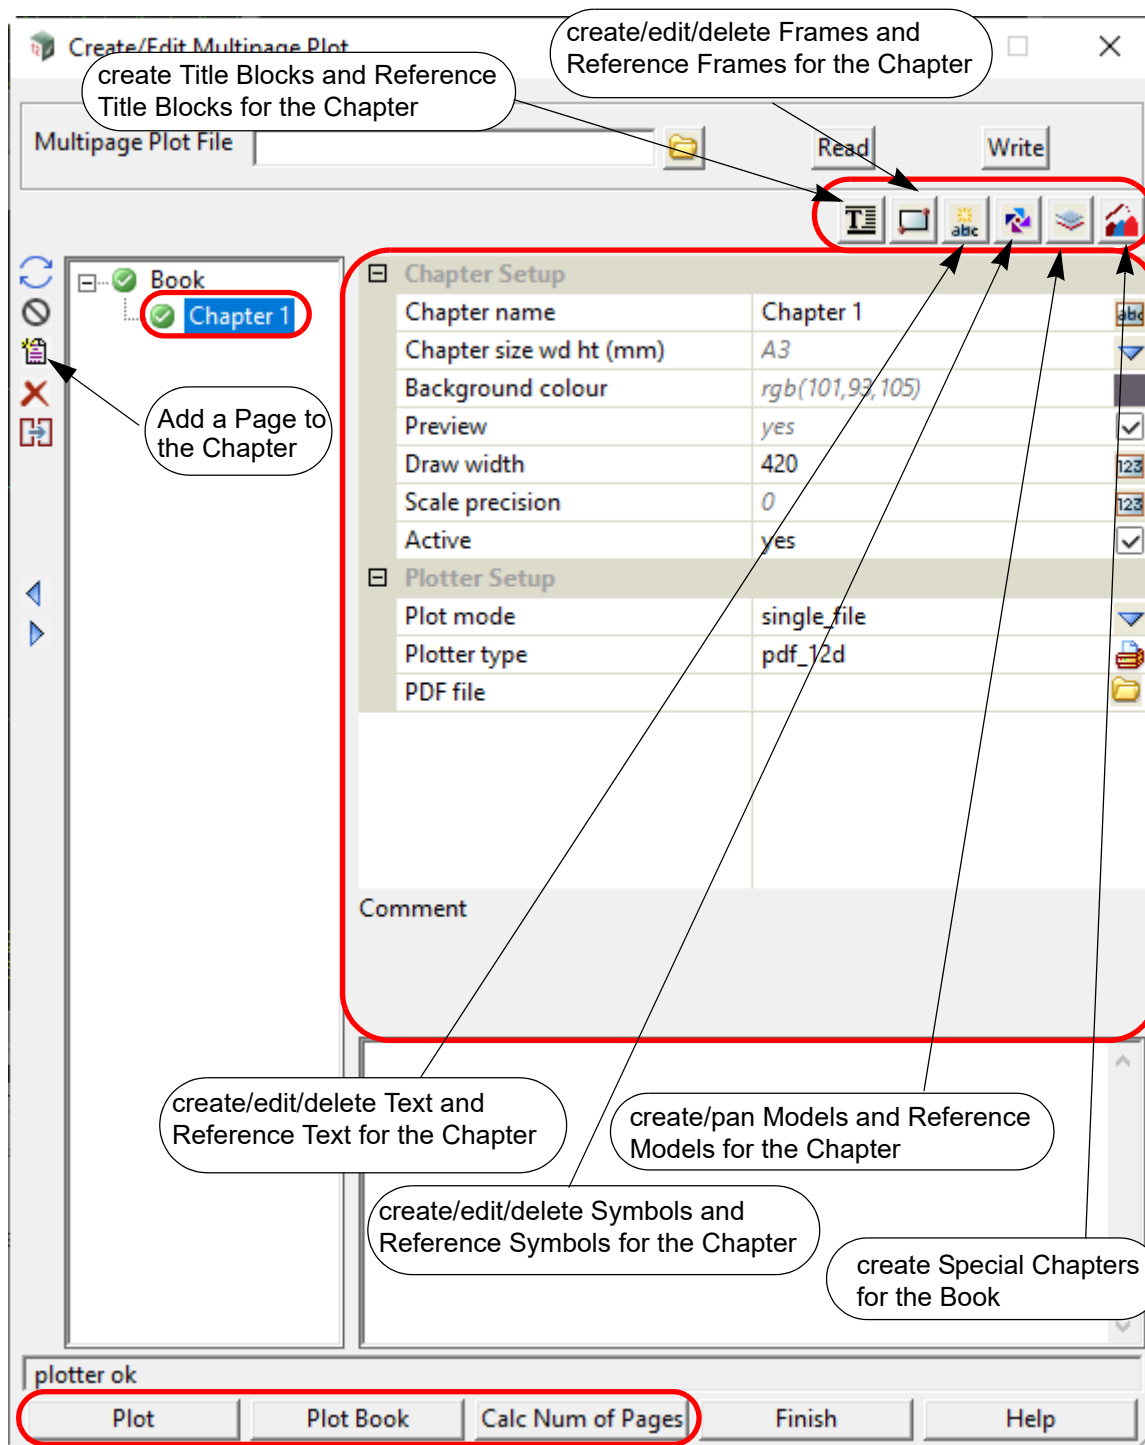 create/edit/delete Frames and
Reference Frames for the Chapter
Create/Edit Multipage Plot
create Title Blocks and Reference
Title Blocks for the Chapter
Multipage Plot File
Read
Write
T
abc
Book
Chapter 1
Add a Page to
the Chapter
Chapter Setup
Chapter name Chapter 1 abc
Chapter size wd ht (mm) A3
Background colour rgb(101,93,105)
Preview yes
Draw width 420 123
Scale precision 0 123
Active yes
Plotter Setup
Plot mode single_file
Plotter type pdf_12d
PDF file
Comment
create/edit/delete Text and
Reference Text for the Chapter
create/pan Models and Reference
Models for the Chapter
create/edit/delete Symbols and
Reference Symbols for the Chapter
create Special Chapters
for the Book
plotter ok
Plot
Plot Book
Calc Num of Pages
Finish
Help